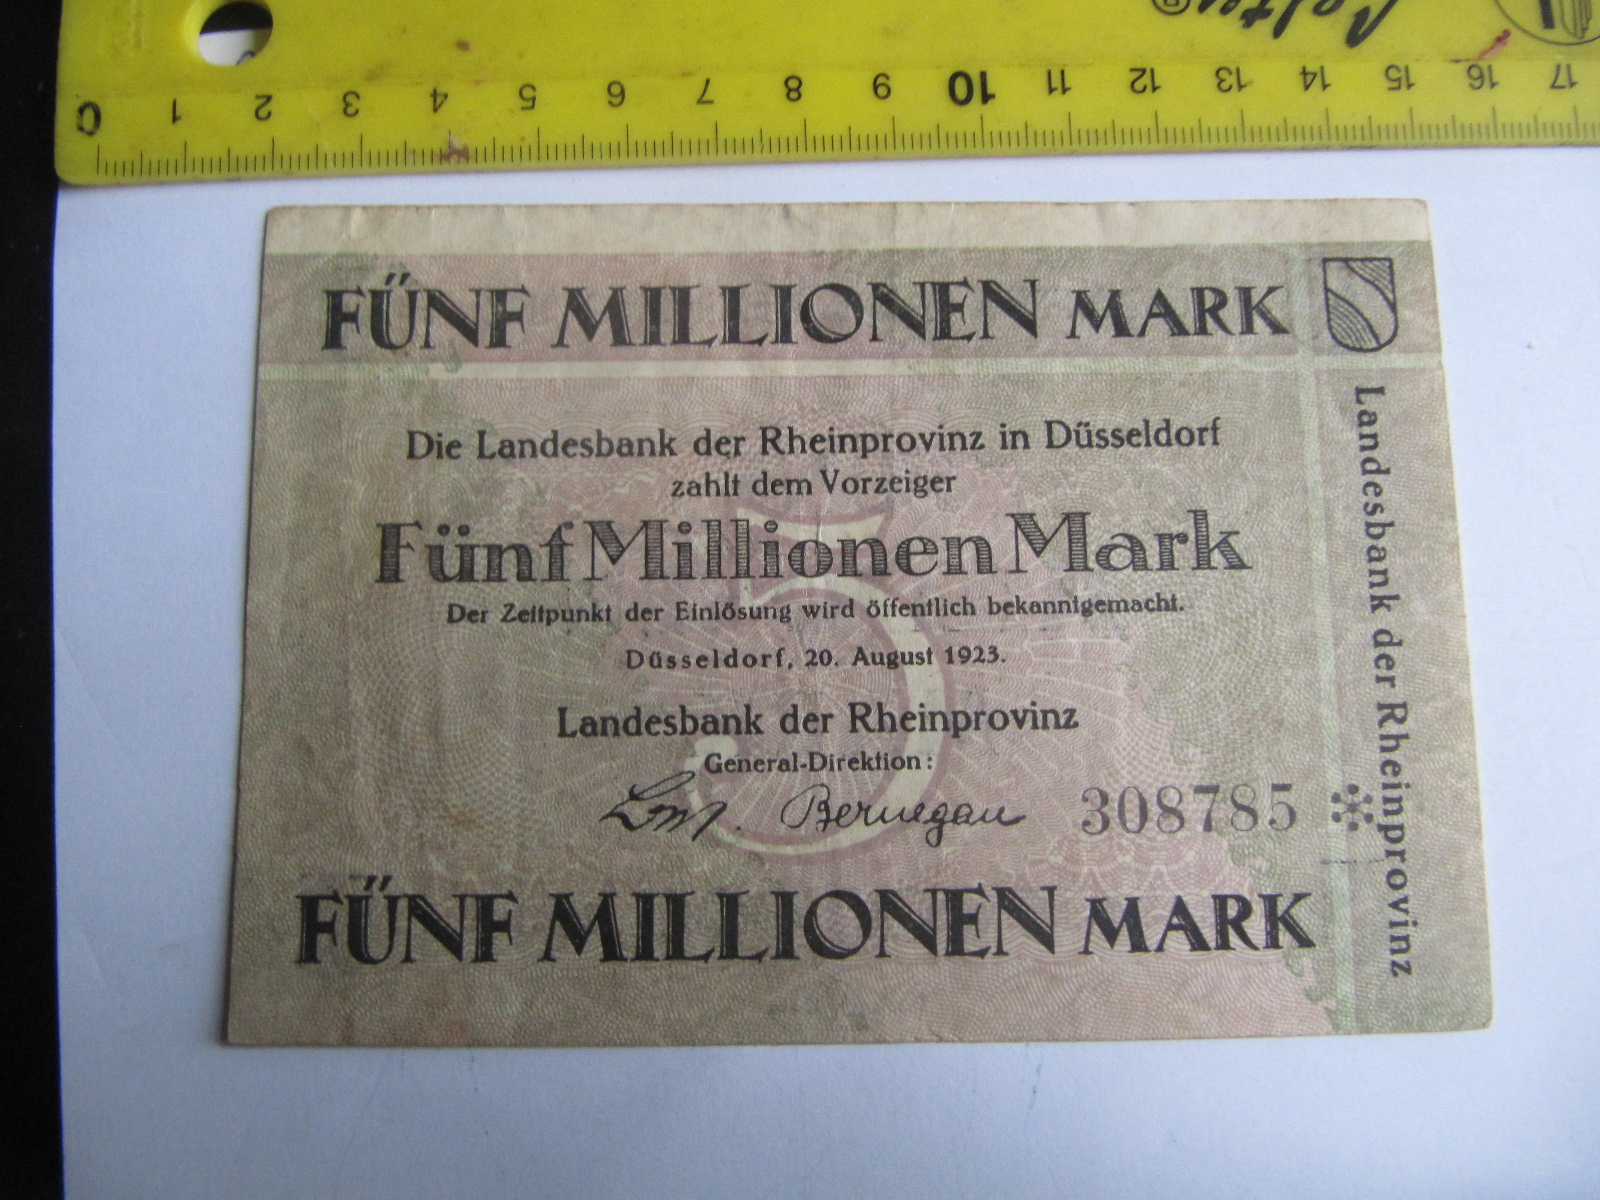 0 1 2 3 4 5 6 7 8 9 10 11 12 13 14 15 16 17
FÜNF MILLIONEN MARK
Die Landesbank der Rheinprovinz in Düsseldorf
zahlt dem Vorzeiger
Fünf Millionen Mark
Der Zeitpunkt der Einlösung wird öffentlich bekanntgemacht.
Düsseldorf, 20. August 1923.
Landesbank der Rheinprovinz
General-Direktion:
Bernegau
308785
FÜNF MILLIONEN MARK
Landesbank der Rheinprovinz
5